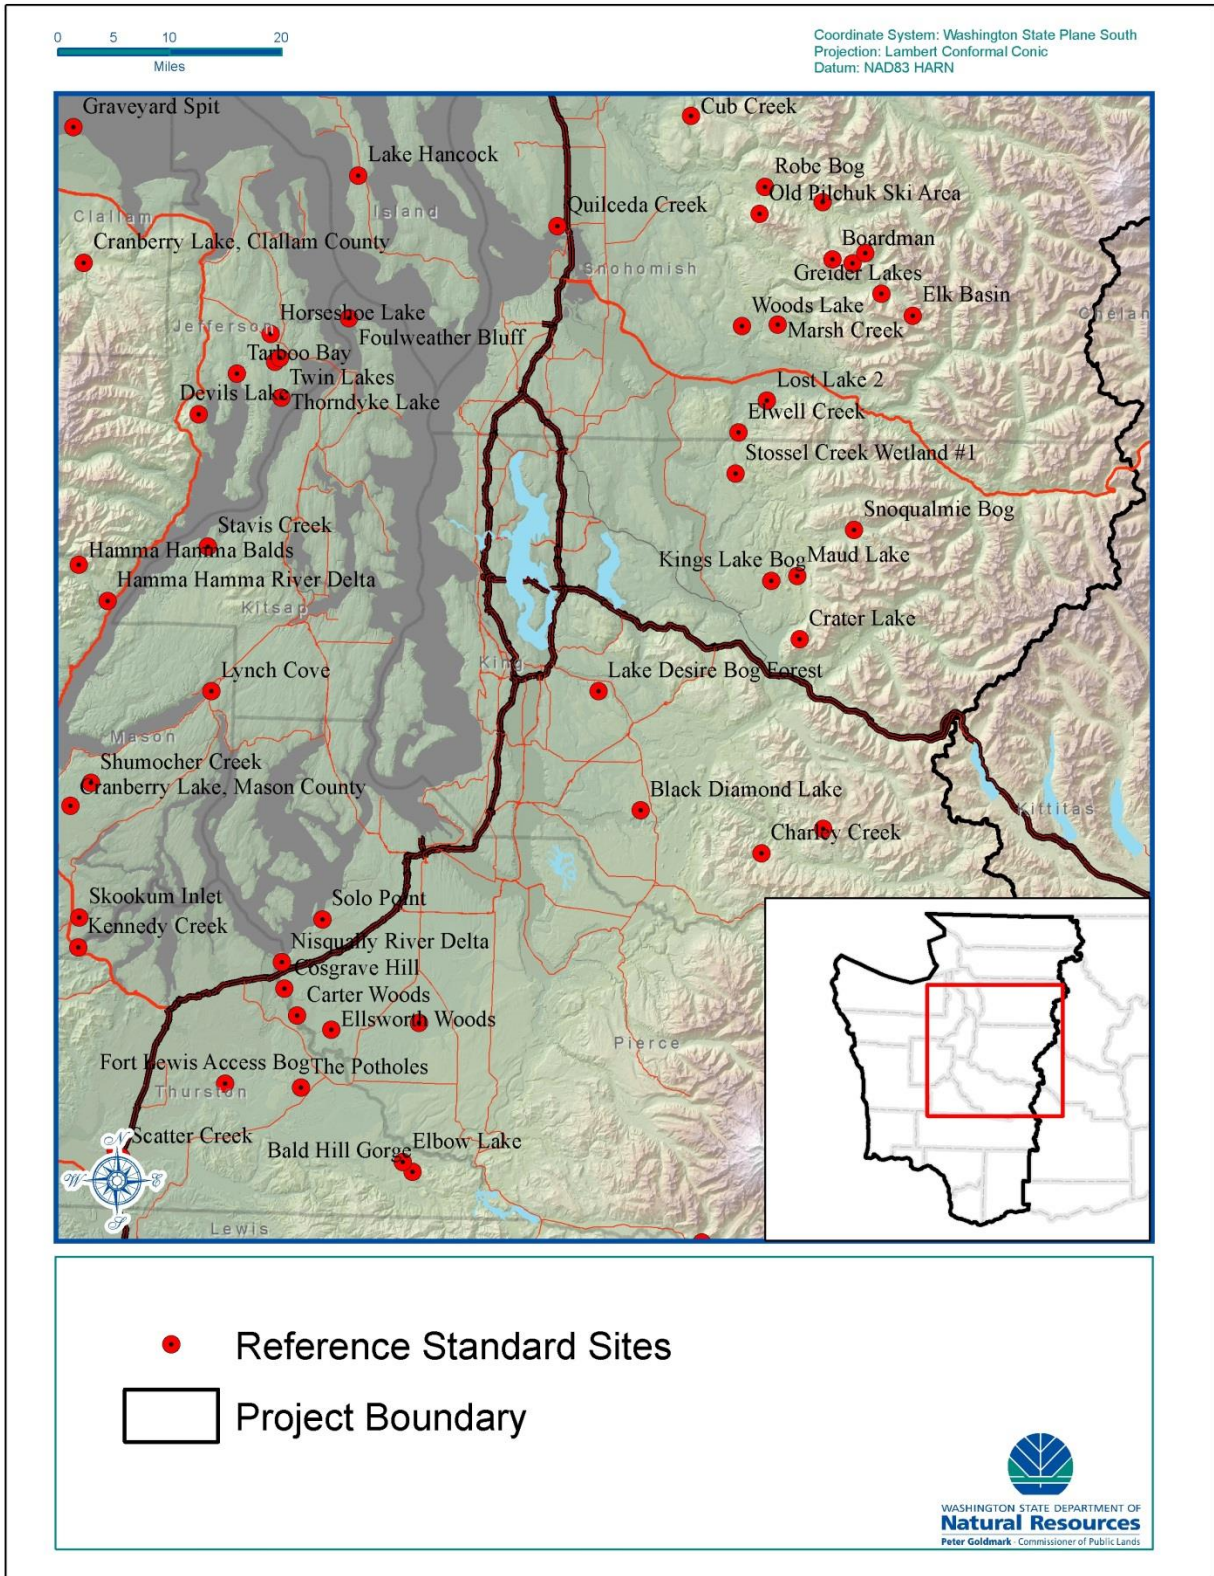 0 5 10 20
Miles
Coordinate System: Washington State Plane South
Projection: Lambert Conformal Conic
Datum: NAD83 HARN
Graveyard Spit
Cub Creek
Lake Hancock
Robe Bog
Old Pilchuk Ski Area
Island
Quilceda Creek
Clallam
Cranberry Lake, Clallam County
Boardman
Snohomish
Greider Lakes
Elk Basin
Woods Lake
Chelan
Horseshoe Lake
Jefferson
Marsh Creek
Foulweather Bluff
Tarboo Bay
Twin Lakes
Lost Lake 2
Devils Lake
Thorndyke Lake
Elwell Creek
Stossel Creek Wetland #1
Snoqualmie Bog
Stavis Creek
Hamma Hamma Balds
Kings Lake Bog
Maud Lake
Hamma Hamma River Delta
Kitsap
Crater Lake
King
Lynch Cove
Lake Desire Bog Forest
Mason
Shumocher Creek
Cranberry Lake, Mason County
Black Diamond Lake
Kittitas
Charley Creek
Skookum Inlet
Solo Point
Kennedy Creek
Nisqually River Delta
Cosgrave Hill
Carter Woods
Ellsworth Woods
Pierce
Fort Lewis Access Bog
The Potholes
Thurston
Scatter Creek
N
Bald Hill Gorge
Elbow Lake
W E
S
Lewis
Reference Standard Sites
Project Boundary
WASHINGTON STATE DEPARTMENT OF
Natural Resources
Peter Goldmark - Commissioner of Public Lands